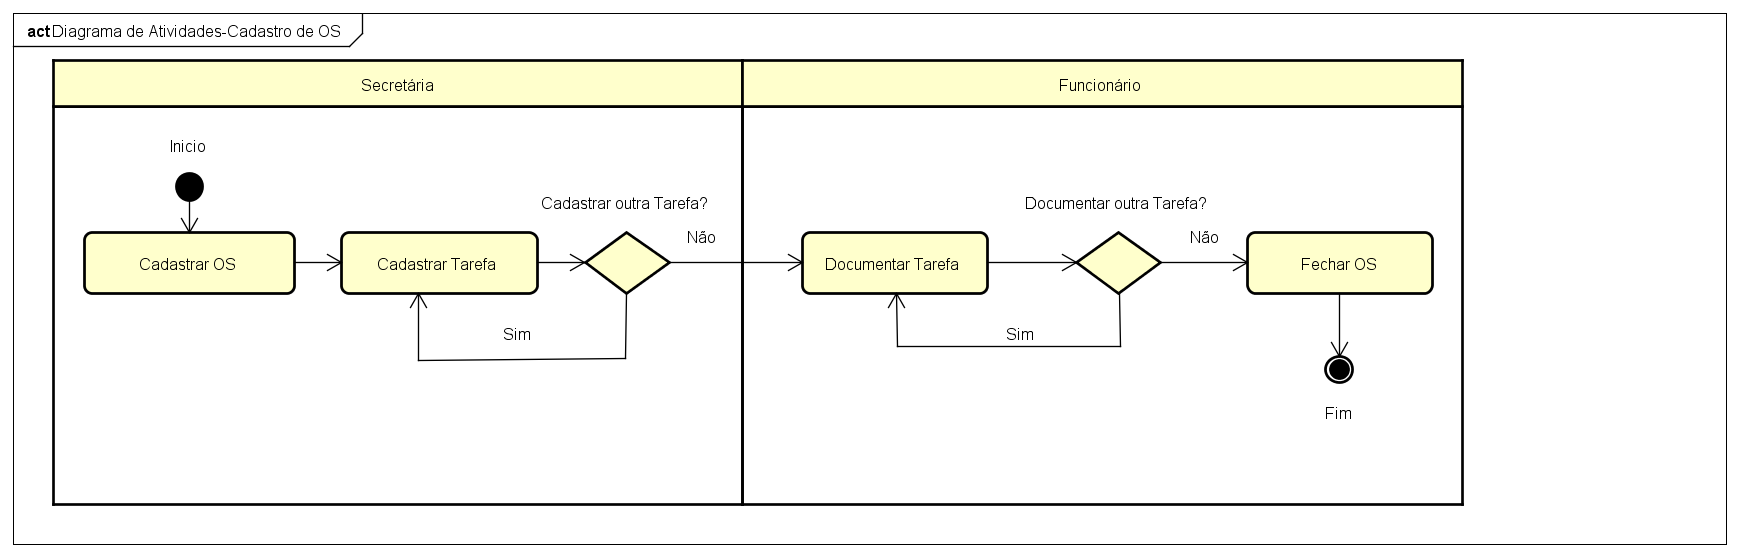 act Diagrama de Atividades-Cadastro de OS
Secretária
Funcionário
Inicio
Cadastrar outra Tarefa?
Documentar outra Tarefa?
Não
Não
Cadastrar OS
Cadastrar Tarefa
Documentar Tarefa
Fechar OS
Sim
Sim
Fim